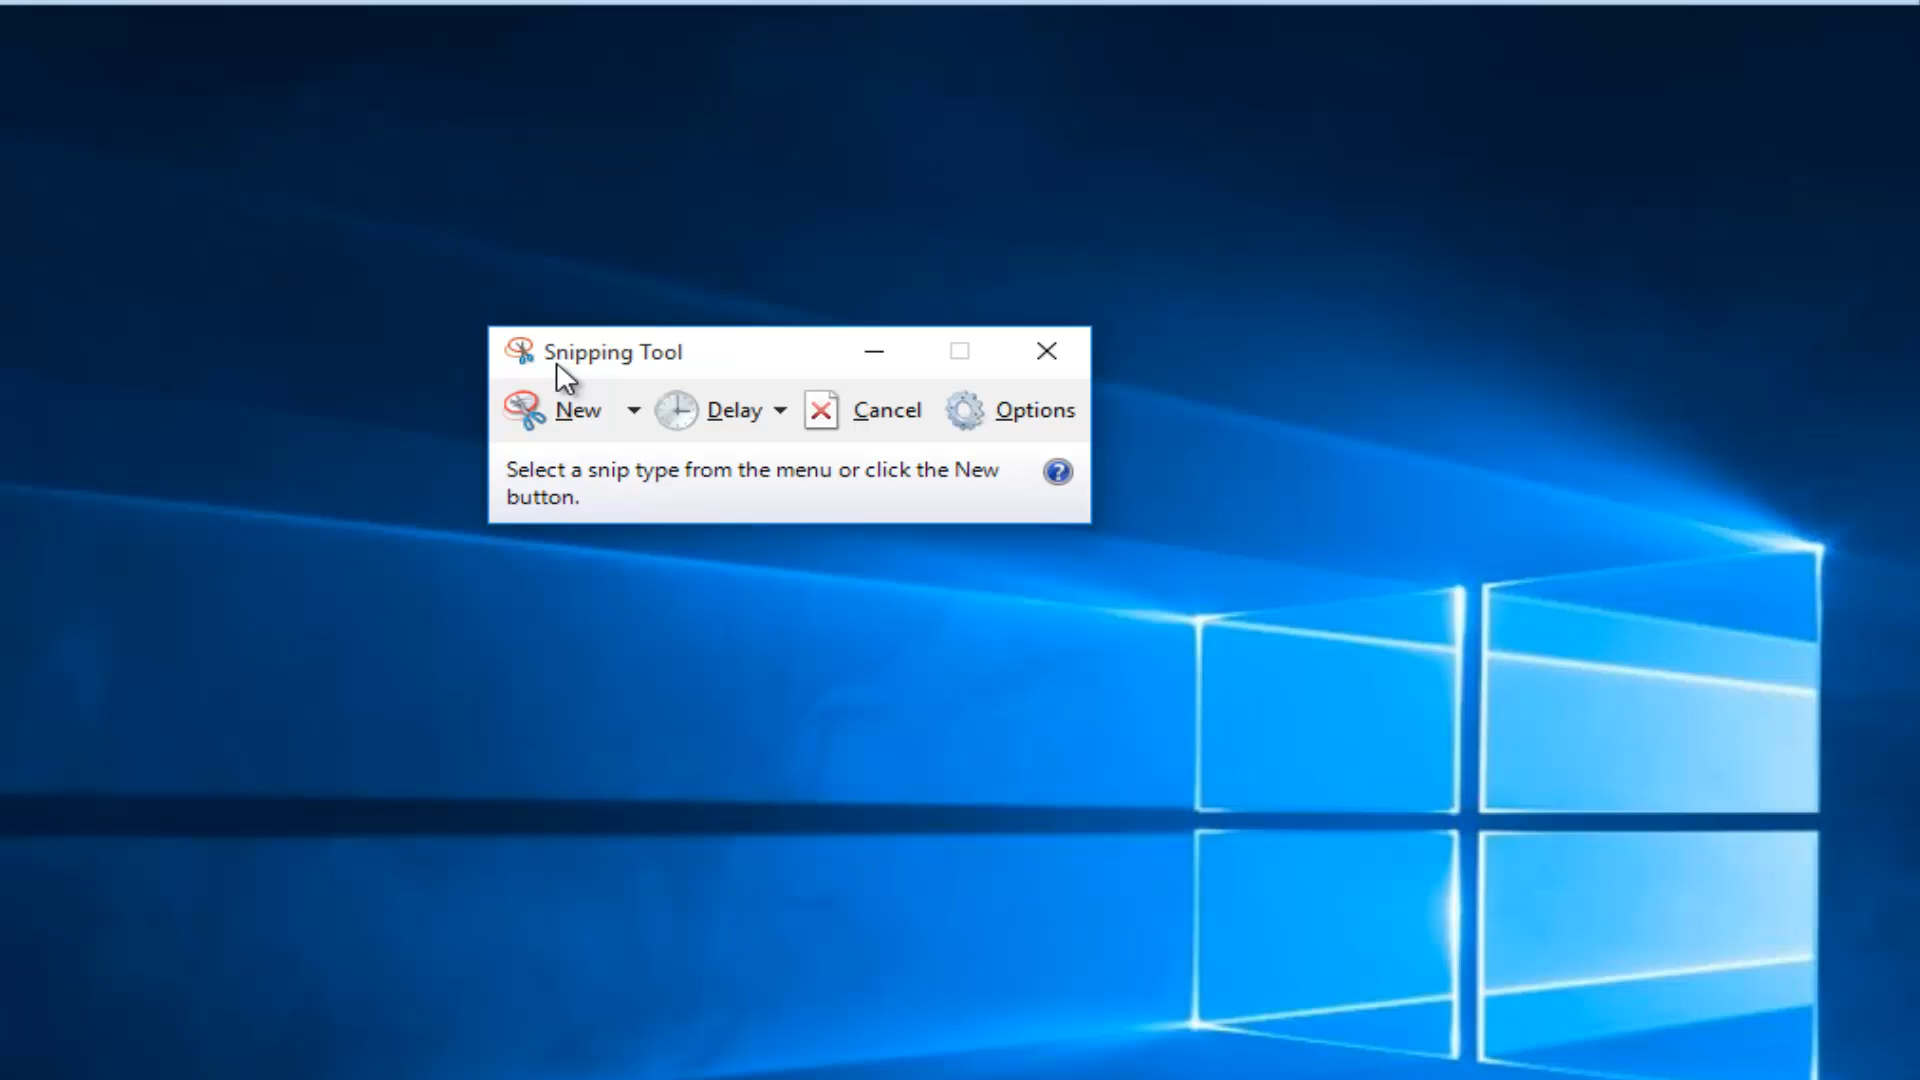 Snipping Tool
New Delay Cancel Options
Select a snip type from the menu or click the New
button.